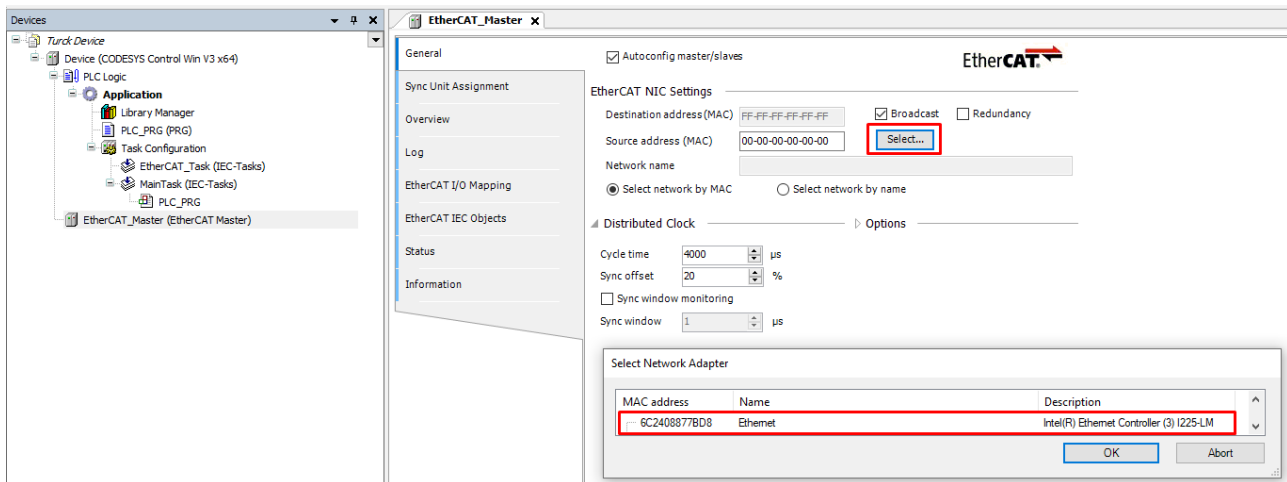 Devices
Turck Device
Device (CODESYS Control Win V3 x64)
PLC Logic
Application
Library Manager
PLC_PRG (PRG)
Task Configuration
EtherCAT_Task (IEC-Tasks)
MainTask (IEC-Tasks)
PLC_PRG
EtherCAT_Master (EtherCAT Master)
EtherCAT_Master
General
Sync Unit Assignment
Overview
Log
EtherCAT I/O Mapping
EtherCAT IEC Objects
Status
Information
Autoconfig master/slaves
EtherCAT.
EtherCAT NIC Settings
Destination address (MAC) FF-FF-FF-FF-FF-FF Broadcast Redundancy
Source address (MAC) 00-00-00-00-00-00 Select...
Network name
Select network by MAC Select network by name
Distributed Clock Options
Cycle time 4000 µs
Sync offset 20 %
Sync window monitoring
Sync window 1 µs
Select Network Adapter
MAC address Name Description
6C2408877BD8 Ethernet Intel(R) Ethernet Controller (3) I225-LM
OK Abort